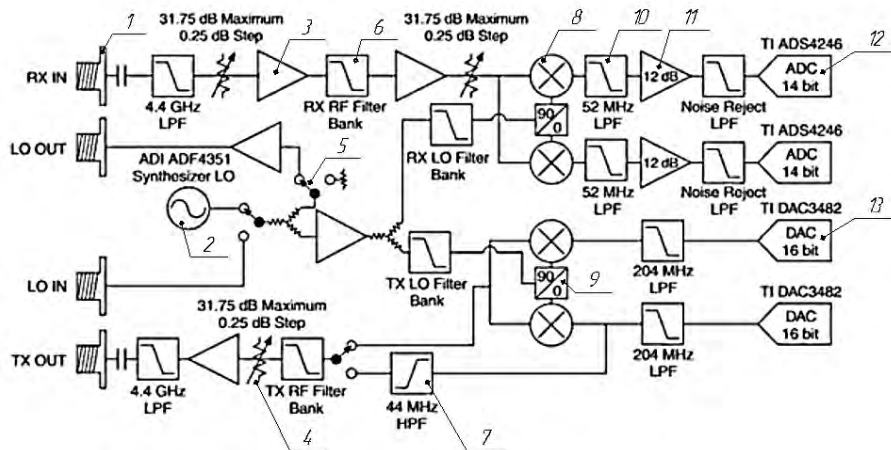 31.75 dB Maximum
0.25 dB Step
31.75 dB Maximum
0.25 dB Step
1
3
6
8
10
11
TI ADS4246
12
RX IN
4.4 GHz
LPF
RX RF Filter
Bank
90
0
52 MHz
LPF
12 dB
Noise Reject
LPF
ADC
14 bit
LO OUT
ADI ADF4351
Synthesizer LO
5
RX LO Filter
Bank
TI ADS4246
52 MHz
LPF
12 dB
Noise Reject
LPF
ADC
14 bit
2
TI DAC3482
13
LO IN
TX LO Filter
Bank
90
0
9
204 MHz
LPF
DAC
16 bit
31.75 dB Maximum
0.25 dB Step
TI DAC3482
TX OUT
4.4 GHz
LPF
TX RF Filter
Bank
44 MHz
HPF
204 MHz
LPF
DAC
16 bit
4
7